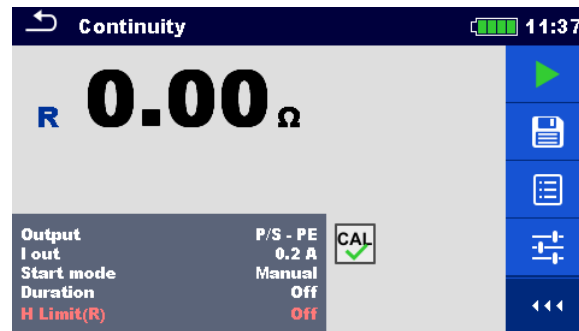 Continuity 11:37
R 0.00 Ω
Output P/S - PE
I out 0.2 A
Start mode Manual
Duration Off
H Limit(R) Off
CAL